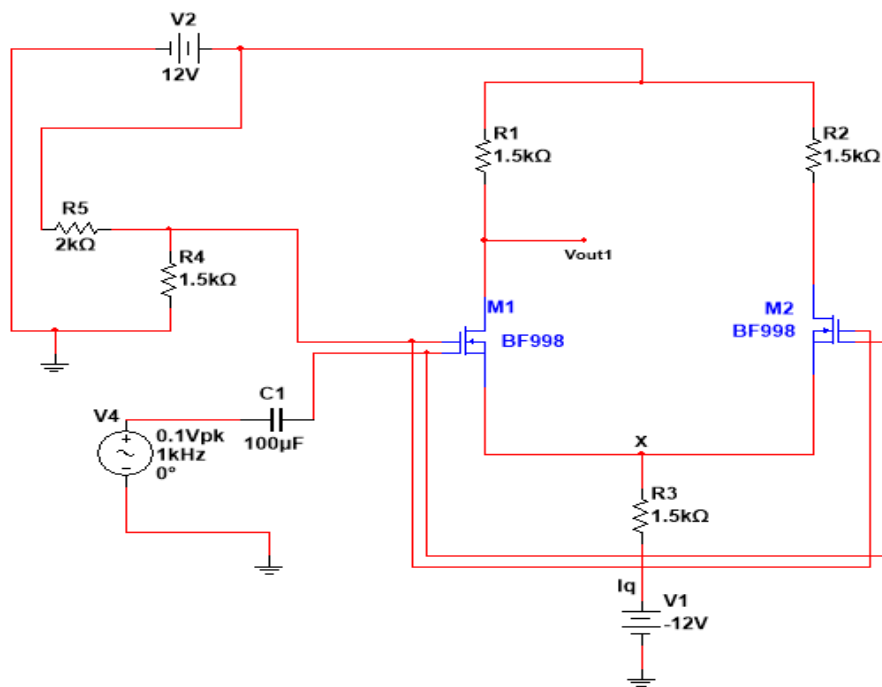 V2
12V
R1
1.5kΩ
R2
1.5kΩ
R5
2kΩ
R4
1.5kΩ
Vout1
M1
BF998
M2
BF998
C1
100µF
V4
0.1Vpk
1kHz
0°
X
R3
1.5kΩ
Iq
V1
-12V